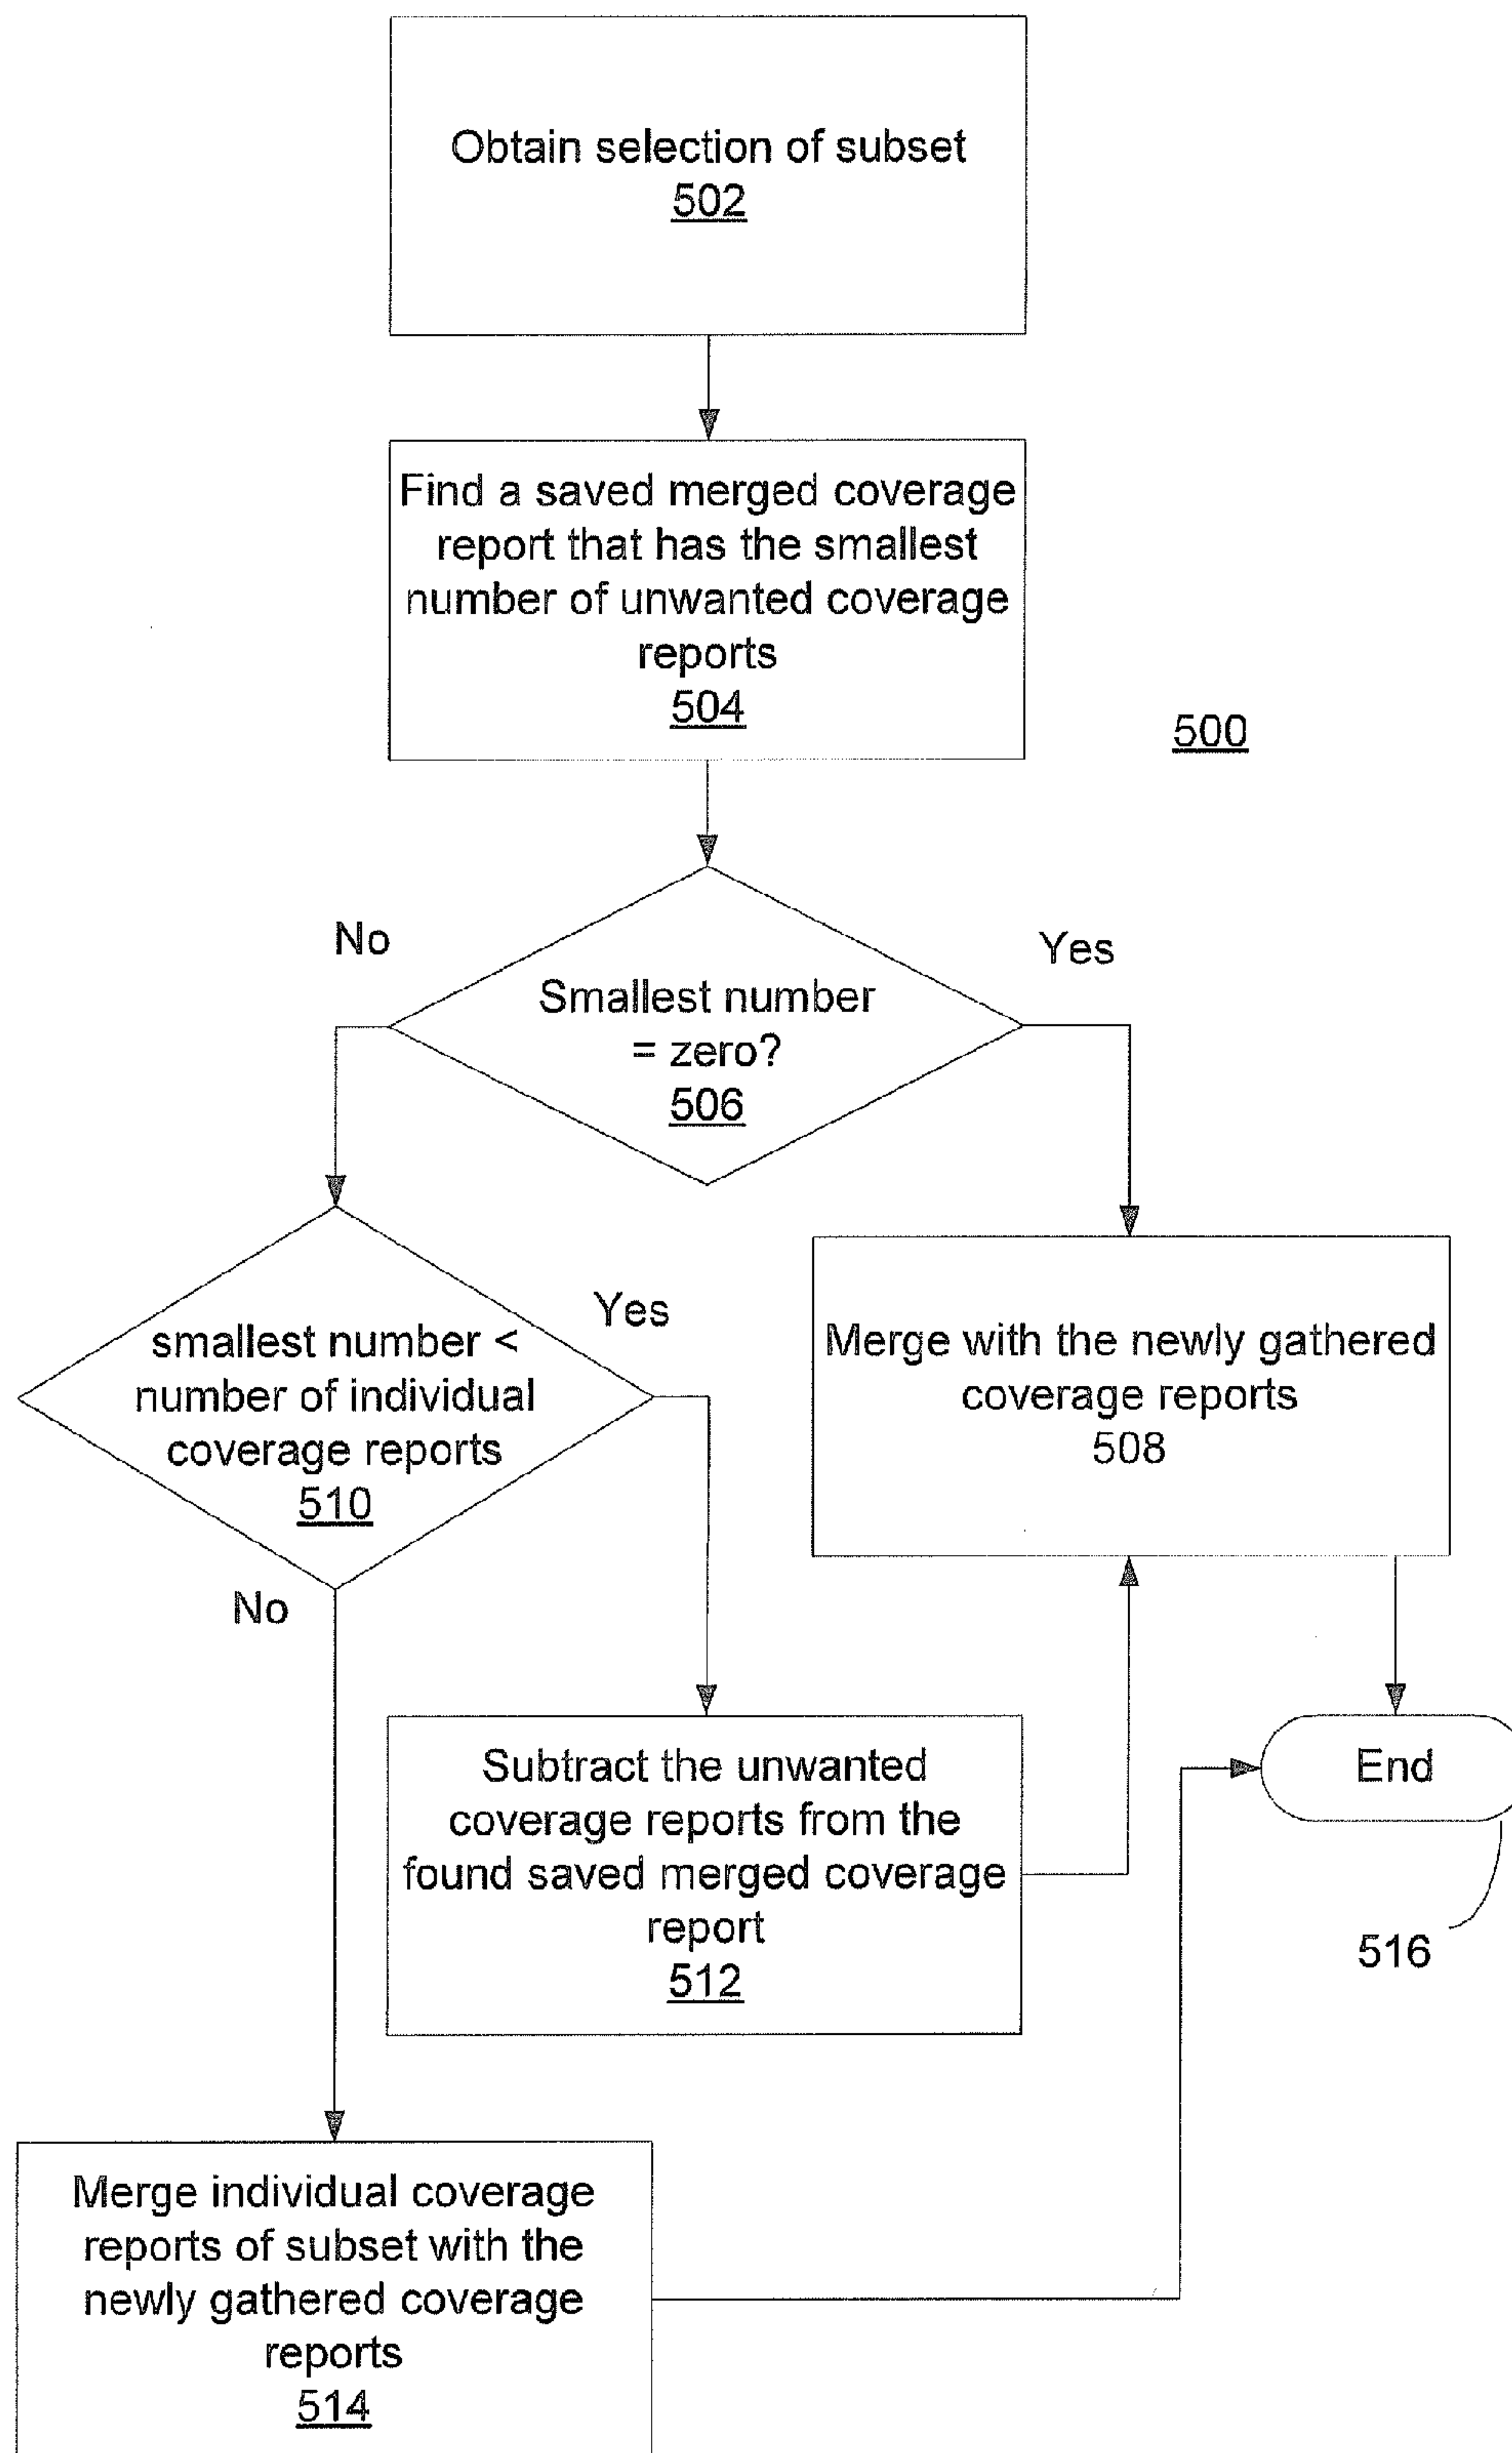 Obtain selection of subset
502
Find a saved merged coverage
report that has the smallest
number of unwanted coverage
reports
504
500
No
Yes
Smallest number
= zero?
506
smallest number <
number of individual
coverage reports
510
Yes
No
Merge with the newly gathered
coverage reports
508
Subtract the unwanted
coverage reports from the
found saved merged coverage
report
512
End
516
Merge individual coverage
reports of subset with the
newly gathered coverage
reports
514